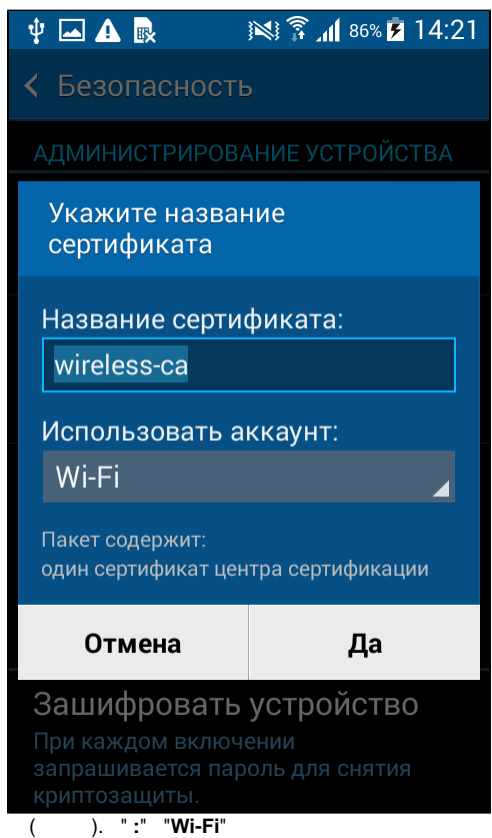 86% 14:21
Безопасность
АДМИНИСТРИРОВАНИЕ УСТРОЙСТВА
Укажите название
сертификата
Название сертификата:
wireless-ca
Использовать аккаунт:
Wi-Fi
Пакет содержит:
один сертификат центра сертификации
Отмена Да
Зашифровать устройство
При каждом включении
запрашивается пароль для снятия
криптозащиты.
( ). " :" "Wi-Fi"